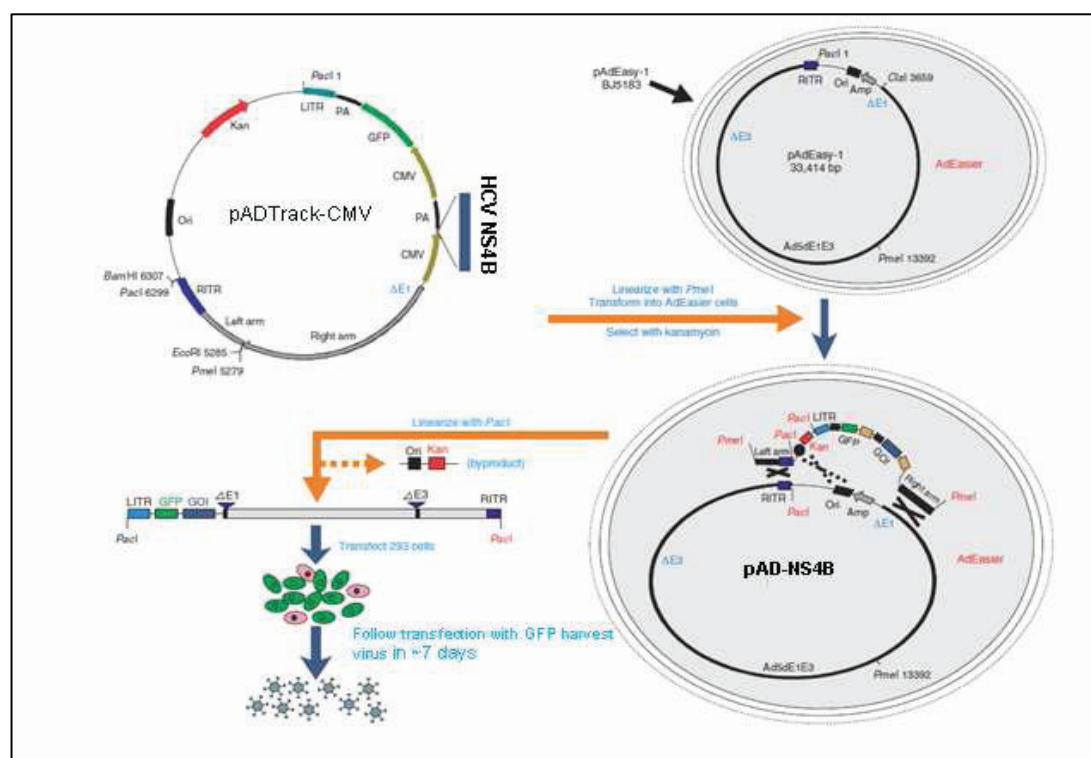 PacI 1
LITR
PA
GFP
Kan
CMV
pADTrack-CMV
HCV NS4B
PA
Ori
CMV
BamHI 6307
PacI 6299
RITR
ΔE1
Left arm
Right arm
EcoRI 5285
PmeI 5279
pAdEasy-1
BJ5183
PacI 1
RITR
Ori
Amp
ClaI 3659
ΔE1
ΔE3
pAdEasy-1
33,414 bp
AdEasier
Ad5dE1E3
PmeI 13392
Linearize with PmeI
Transform into AdEasier cells
Select with kanamycin
Linearize with PacI
Ori
Kan
(byproduct)
LITR
GFP
GOI
ΔE1
ΔE3
RITR
PacI
PacI
Transfect 293 cells
Follow transfection with GFP harvest
virus in ~7 days
PacI
LITR
PacI
Kan
GFP
GOI
PmeI
Left arm
Right arm
PmeI
RITR
PacI
Ori
Amp
ΔE1
ΔE3
pAD-NS4B
AdEasier
Ad5dE1E3
PmeI 13392